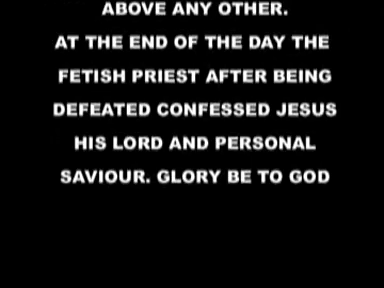 ABOVE ANY OTHER.
AT THE END OF THE DAY THE
FETISH PRIEST AFTER BEING
DEFEATED CONFESSED JESUS
HIS LORD AND PERSONAL
SAVIOUR. GLORY BE TO GOD